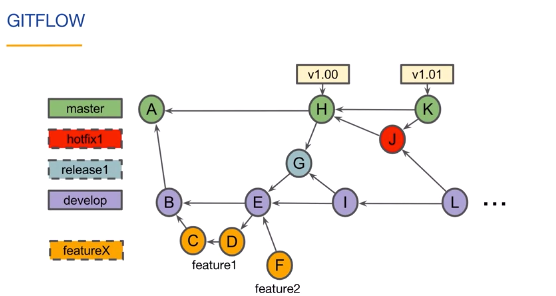 GITFLOW
v1.00
v1.01
master
A
H
K
hotfix1
J
release1
G
develop
B
E
I
L
...
featureX
C
D
feature1
F
feature2